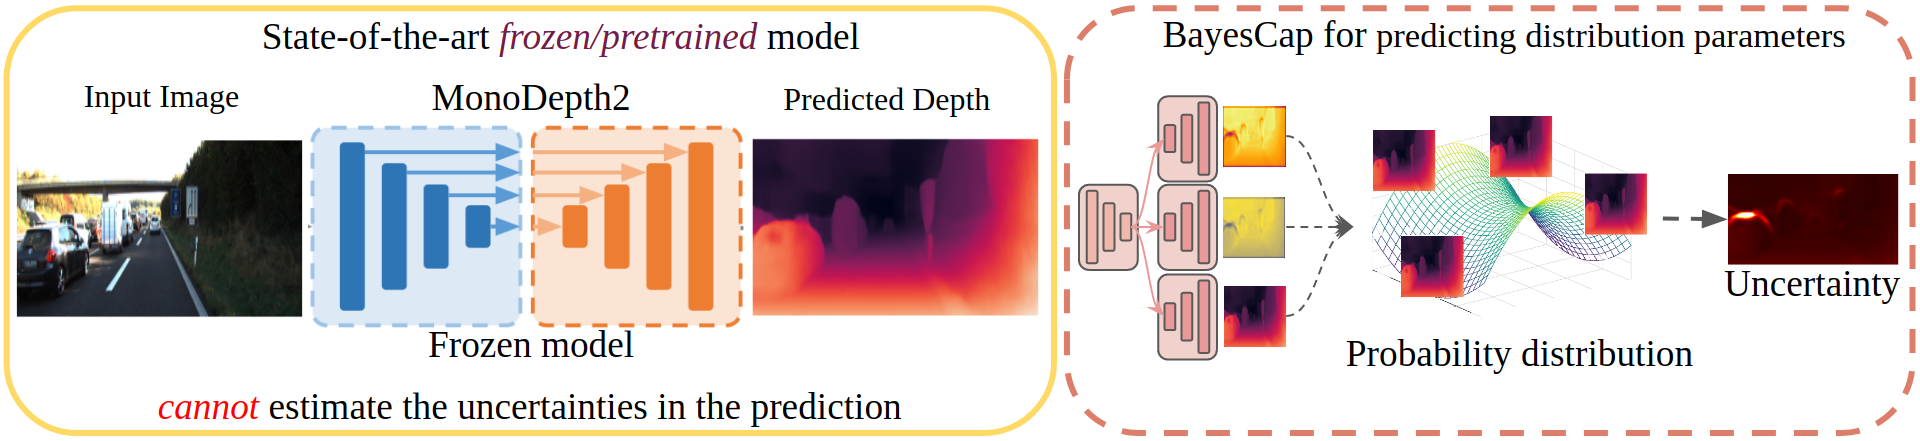 State-of-the-art frozen/pretrained model
Input Image
MonoDepth2
Predicted Depth
Frozen model
cannot estimate the uncertainties in the prediction
BayesCap for predicting distribution parameters
Probability distribution
Uncertainty